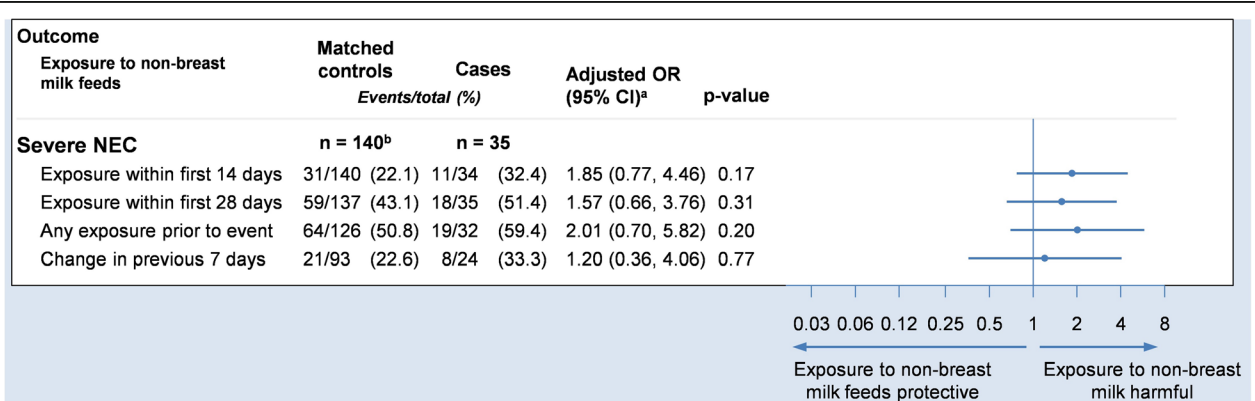 Outcome
Exposure to non-breast
milk feeds
Matched
controls
Cases
Events/total (%)
Adjusted OR
(95% CI)ᵃ
p-value
Severe NEC n = 140ᵇ n = 35
Exposure within first 14 days 31/140 (22.1) 11/34 (32.4) 1.85 (0.77, 4.46) 0.17
Exposure within first 28 days 59/137 (43.1) 18/35 (51.4) 1.57 (0.66, 3.76) 0.31
Any exposure prior to event 64/126 (50.8) 19/32 (59.4) 2.01 (0.70, 5.82) 0.20
Change in previous 7 days 21/93 (22.6) 8/24 (33.3) 1.20 (0.36, 4.06) 0.77
0.03 0.06 0.12 0.25 0.5 1 2 4 8
Exposure to non-breast
milk feeds protective
Exposure to non-breast
milk harmful